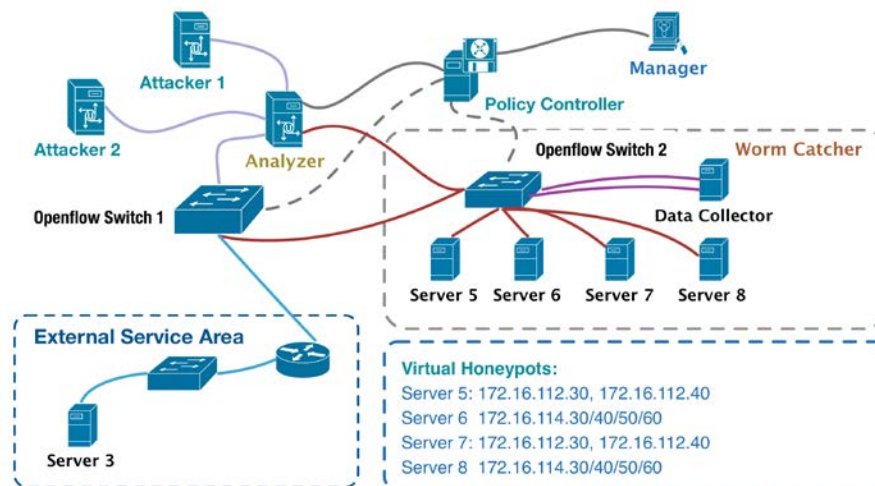 Attacker 1
Manager
Policy Controller
Attacker 2
Analyzer
Openflow Switch 2
Worm Catcher
Openflow Switch 1
Data Collector
Server 5
Server 6
Server 7
Server 8
External Service Area
Server 3
Virtual Honeypots:
Server 5: 172.16.112.30, 172.16.112.40
Server 6 172.16.114.30/40/50/60
Server 7: 172.16.112.30, 172.16.112.40
Server 8 172.16.114.30/40/50/60